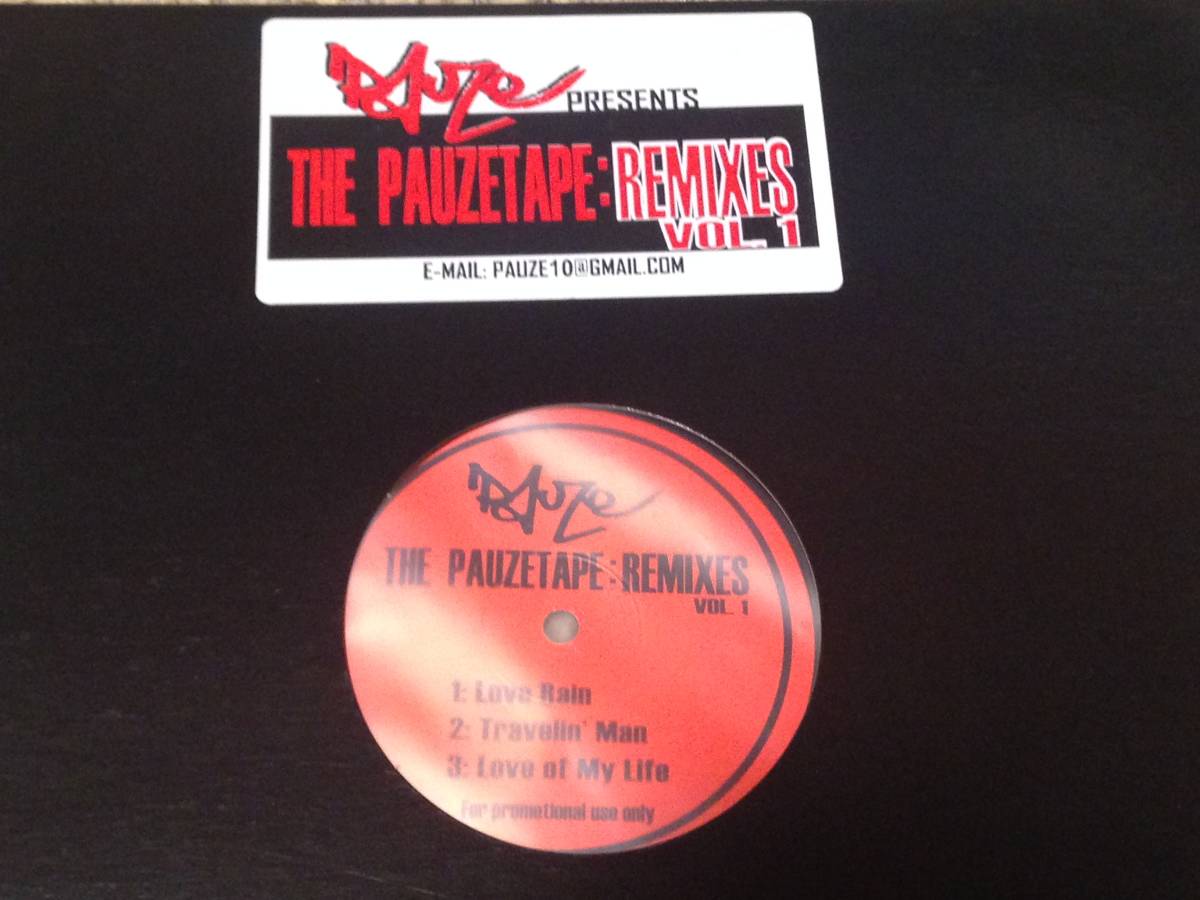 Pauze PRESENTS
THE PAUZETAPE:REMIXES
VOL. 1
E-MAIL: PAUZE10@GMAIL.COM
Pauze
THE PAUZETAPE:REMIXES
VOL. 1
1: Love Rain
2: Travelin' Man
3: Love of My Life
For promotional use only